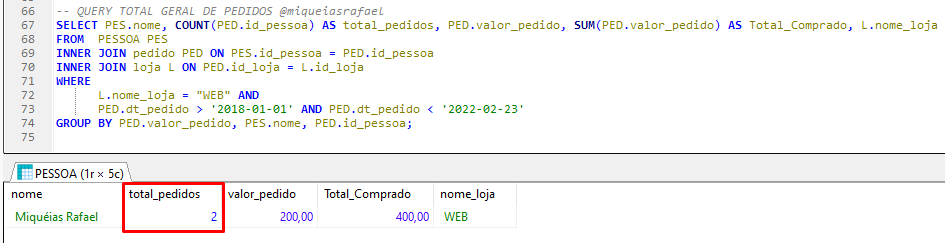 66 -- QUERY TOTAL GERAL DE PEDIDOS @miqueiasrafael
67 SELECT PES.nome, COUNT(PED.id_pessoa) AS total_pedidos, PED.valor_pedido, SUM(PED.valor_pedido) AS Total_Comprado, L.nome_loja
68 FROM  PESSOA PES
69 INNER JOIN pedido PED ON PES.id_pessoa = PED.id_pessoa
70 INNER JOIN loja L ON PED.id_loja = L.id_loja
71 WHERE
72 L.nome_loja = "WEB" AND
73 PED.dt_pedido > '2018-01-01' AND PED.dt_pedido < '2022-02-23'
74 GROUP BY PED.valor_pedido, PES.nome, PED.id_pessoa;
75
PESSOA (1r × 5c)
nome total_pedidos valor_pedido Total_Comprado nome_loja
Miquéias Rafael 2 200,00 400,00 WEB